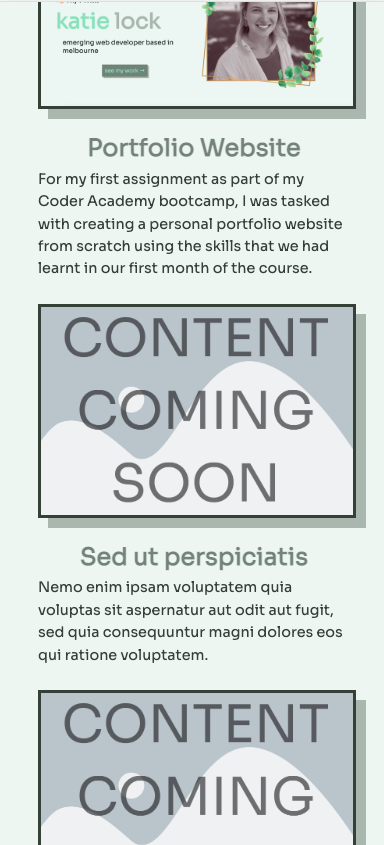 katie lock
emerging web developer based in
melbourne
see my work →
Portfolio Website
For my first assignment as part of my
Coder Academy bootcamp, I was tasked
with creating a personal portfolio website
from scratch using the skills that we had
learnt in our first month of the course.
CONTENT
COMING
SOON
Sed ut perspiciatis
Nemo enim ipsam voluptatem quia
voluptas sit aspernatur aut odit aut fugit,
sed quia consequuntur magni dolores eos
qui ratione voluptatem.
CONTENT
COMING